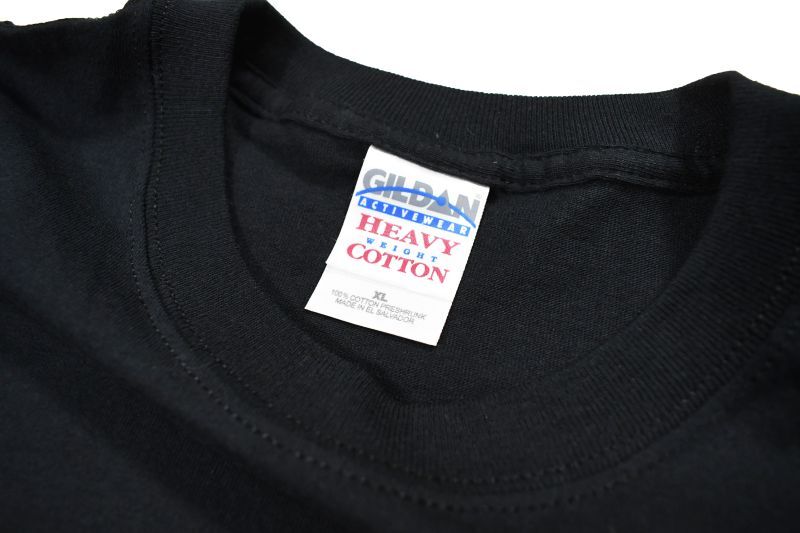 GILDAN
ACTIVEWEAR
HEAVY
WEIGHT
COTTON
XL
100% COTTON PRESHRUNK
MADE IN EL SALVADOR